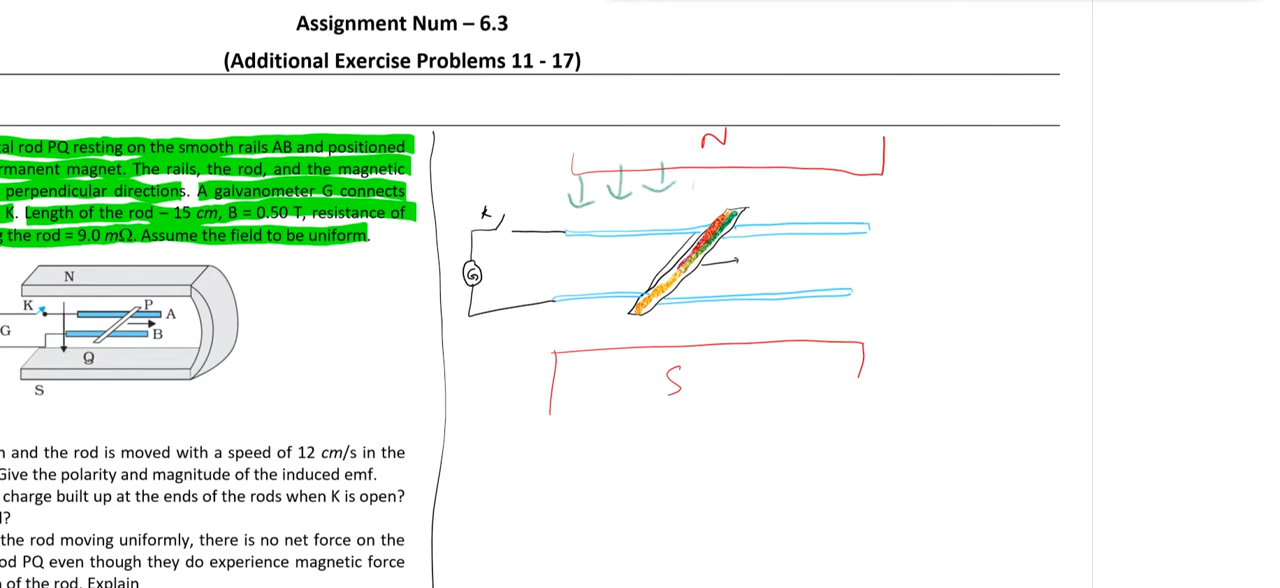 Assignment Num – 6.3
(Additional Exercise Problems 11 - 17)
al rod PQ resting on the smooth rails AB and positioned
rmanent magnet. The rails, the rod, and the magnetic
perpendicular directions. A galvanometer G connects
K. Length of the rod – 15 cm, B = 0.50 T, resistance of
g the rod = 9.0 mΩ. Assume the field to be uniform.
N
K
P
A
G
B
Q
S
N
K
G
S
n and the rod is moved with a speed of 12 cm/s in the
Give the polarity and magnitude of the induced emf.
charge built up at the ends of the rods when K is open?
d?
the rod moving uniformly, there is no net force on the
od PQ even though they do experience magnetic force
of the rod. Explain